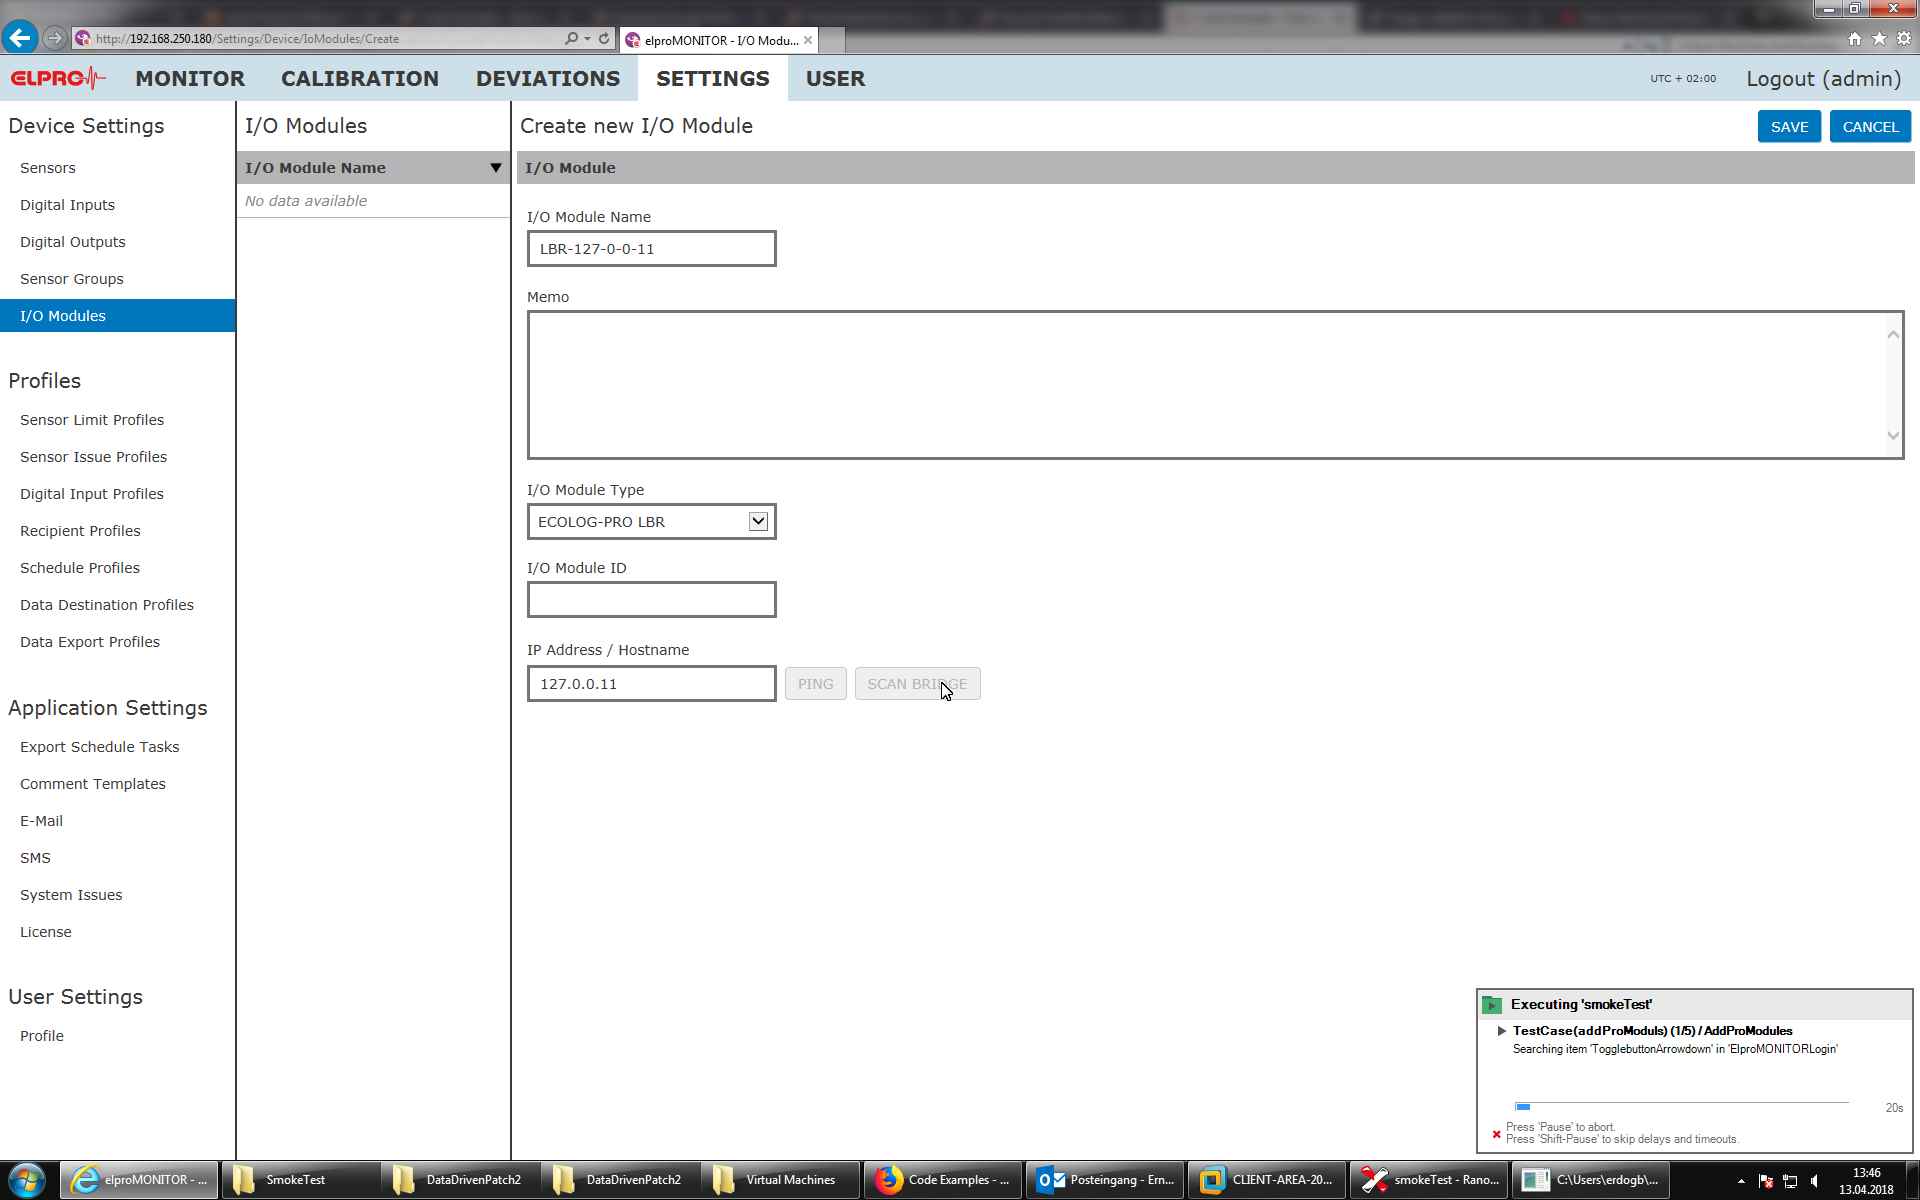 http://192.168.250.180/Settings/Device/IoModules/Create
elproMONITOR - I/O Modu...
ELPRO
MONITOR
CALIBRATION
DEVIATIONS
SETTINGS
USER
UTC + 02:00
Logout (admin)
Device Settings
Sensors
Digital Inputs
Digital Outputs
Sensor Groups
I/O Modules
Profiles
Sensor Limit Profiles
Sensor Issue Profiles
Digital Input Profiles
Recipient Profiles
Schedule Profiles
Data Destination Profiles
Data Export Profiles
Application Settings
Export Schedule Tasks
Comment Templates
E-Mail
SMS
System Issues
License
User Settings
Profile
I/O Modules
I/O Module Name
No data available
Create new I/O Module
SAVE
CANCEL
I/O Module
I/O Module Name
LBR-127-0-0-11
Memo
I/O Module Type
ECOLOG-PRO LBR
I/O Module ID
IP Address / Hostname
127.0.0.11
PING
SCAN BRIDGE
Executing 'smokeTest'
TestCase(addProModuls) (1/5) / AddProModules
Searching item 'TogglebuttonArrowdown' in 'ElproMONITORLogin'
20s
Press 'Pause' to abort.
Press 'Shift-Pause' to skip delays and timeouts.
elproMONITOR - ...
SmokeTest
DataDrivenPatch2
DataDrivenPatch2
Virtual Machines
Code Examples - ...
Posteingang - Ern...
CLIENT-AREA-20...
smokeTest - Rano...
C:\Users\erdogb\...
13:46
13.04.2018